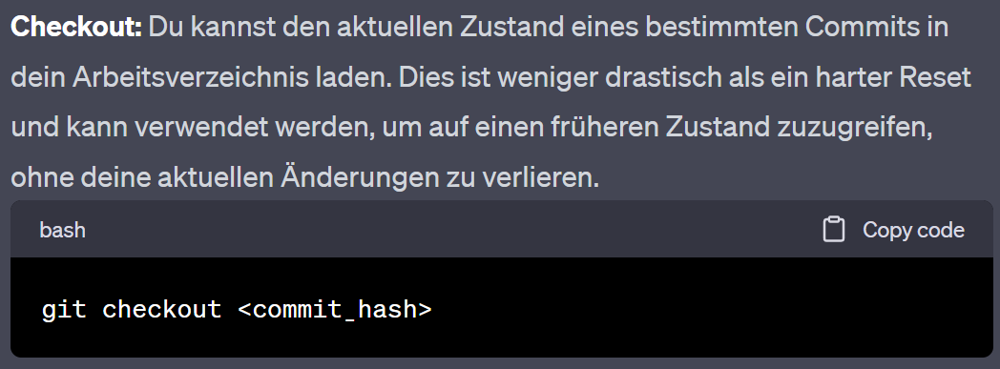 Checkout: Du kannst den aktuellen Zustand eines bestimmten Commits in
dein Arbeitsverzeichnis laden. Dies ist weniger drastisch als ein harter Reset
und kann verwendet werden, um auf einen früheren Zustand zuzugreifen,
ohne deine aktuellen Änderungen zu verlieren.
bash Copy code
git checkout <commit_hash>